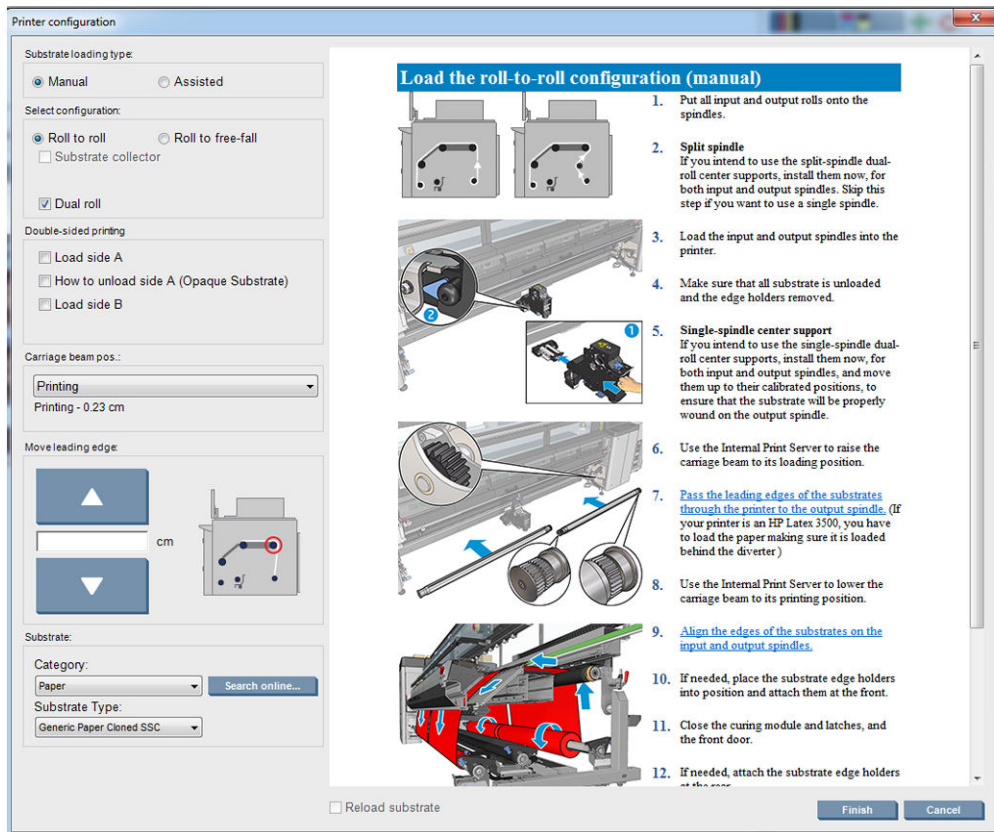 Printer configuration
x
Substrate loading type:
Manual
Assisted
Select configuration:
Roll to roll
Roll to free-fall
Substrate collector
Dual roll
Double-sided printing
Load side A
How to unload side A (Opaque Substrate)
Load side B
Carriage beam pos.:
Printing
Printing - 0.23 cm
Move leading edge:
cm
Substrate:
Category:
Paper
Search online...
Substrate Type:
Generic Paper Cloned SSC
Load the roll-to-roll configuration (manual)
1. Put all input and output rolls onto the
spindles.
2. Split spindle
If you intend to use the split-spindle dual-
roll center supports, install them now, for
both input and output spindles. Skip this
step if you want to use a single spindle.
3. Load the input and output spindles into the
printer.
4. Make sure that all substrate is unloaded
and the edge holders removed.
2
1
5. Single-spindle center support
If you intend to use the single-spindle dual-
roll center supports, install them now, for
both input and output spindles, and move
them up to their calibrated positions, to
ensure that the substrate will be properly
wound on the output spindle.
6. Use the Internal Print Server to raise the
carriage beam to its loading position.
7. Pass the leading edges of the substrates
through the printer to the output spindle. (If
your printer is an HP Latex 3500, you have
to load the paper making sure it is loaded
behind the diverter )
8. Use the Internal Print Server to lower the
carriage beam to its printing position.
9. Align the edges of the substrates on the
input and output spindles.
10. If needed, place the substrate edge holders
into position and attach them at the front.
11. Close the curing module and latches, and
the front door.
12. If needed, attach the substrate edge holders
at the rear.
Reload substrate
Finish
Cancel